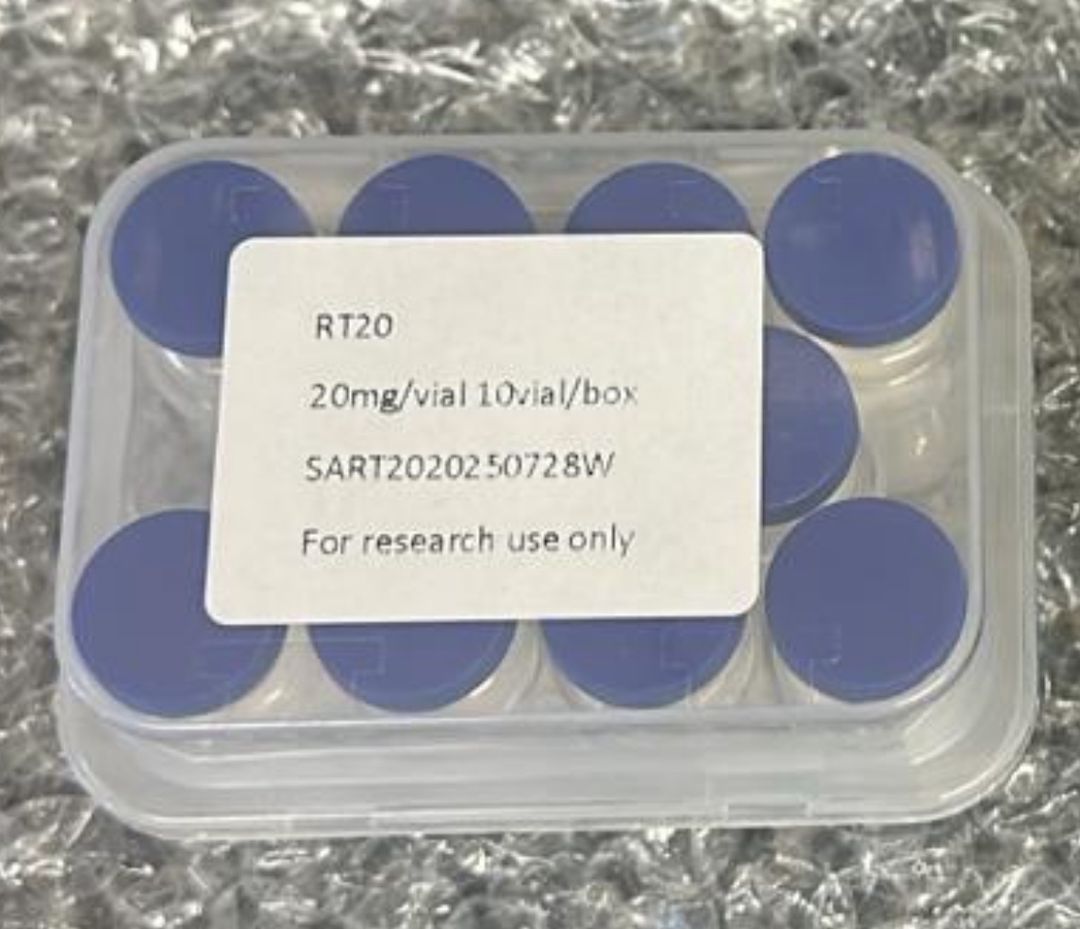 RT20
20mg/vial 10vial/box
SART2020250728W
For research use only